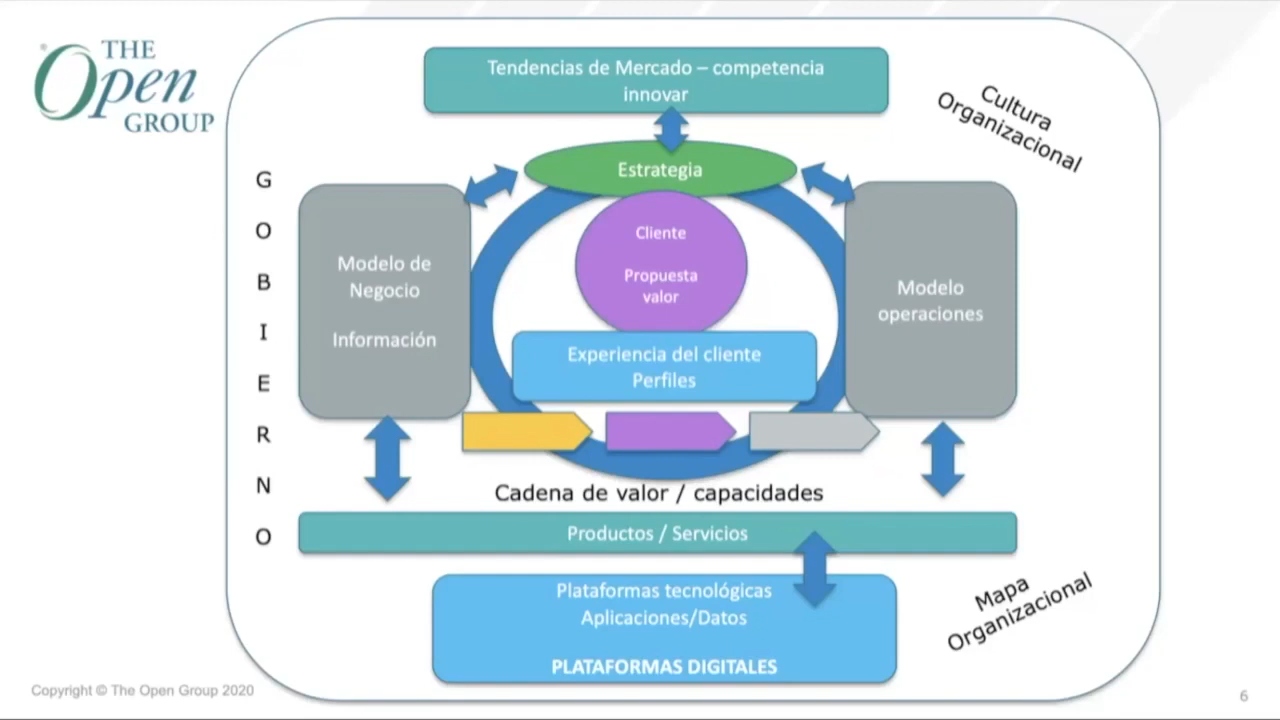 THE
Open
GROUP
Tendencias de Mercado – competencia
innovar
Cultura
Organizacional
Estrategia
G
O
B
I
E
R
N
O
Cliente
Propuesta
valor
Modelo de
Negocio
Información
Modelo
operaciones
Experiencia del cliente
Perfiles
Cadena de valor / capacidades
Productos / Servicios
Plataformas tecnológicas
Aplicaciones/Datos
PLATAFORMAS DIGITALES
Mapa
Organizacional
Copyright © The Open Group 2020
6